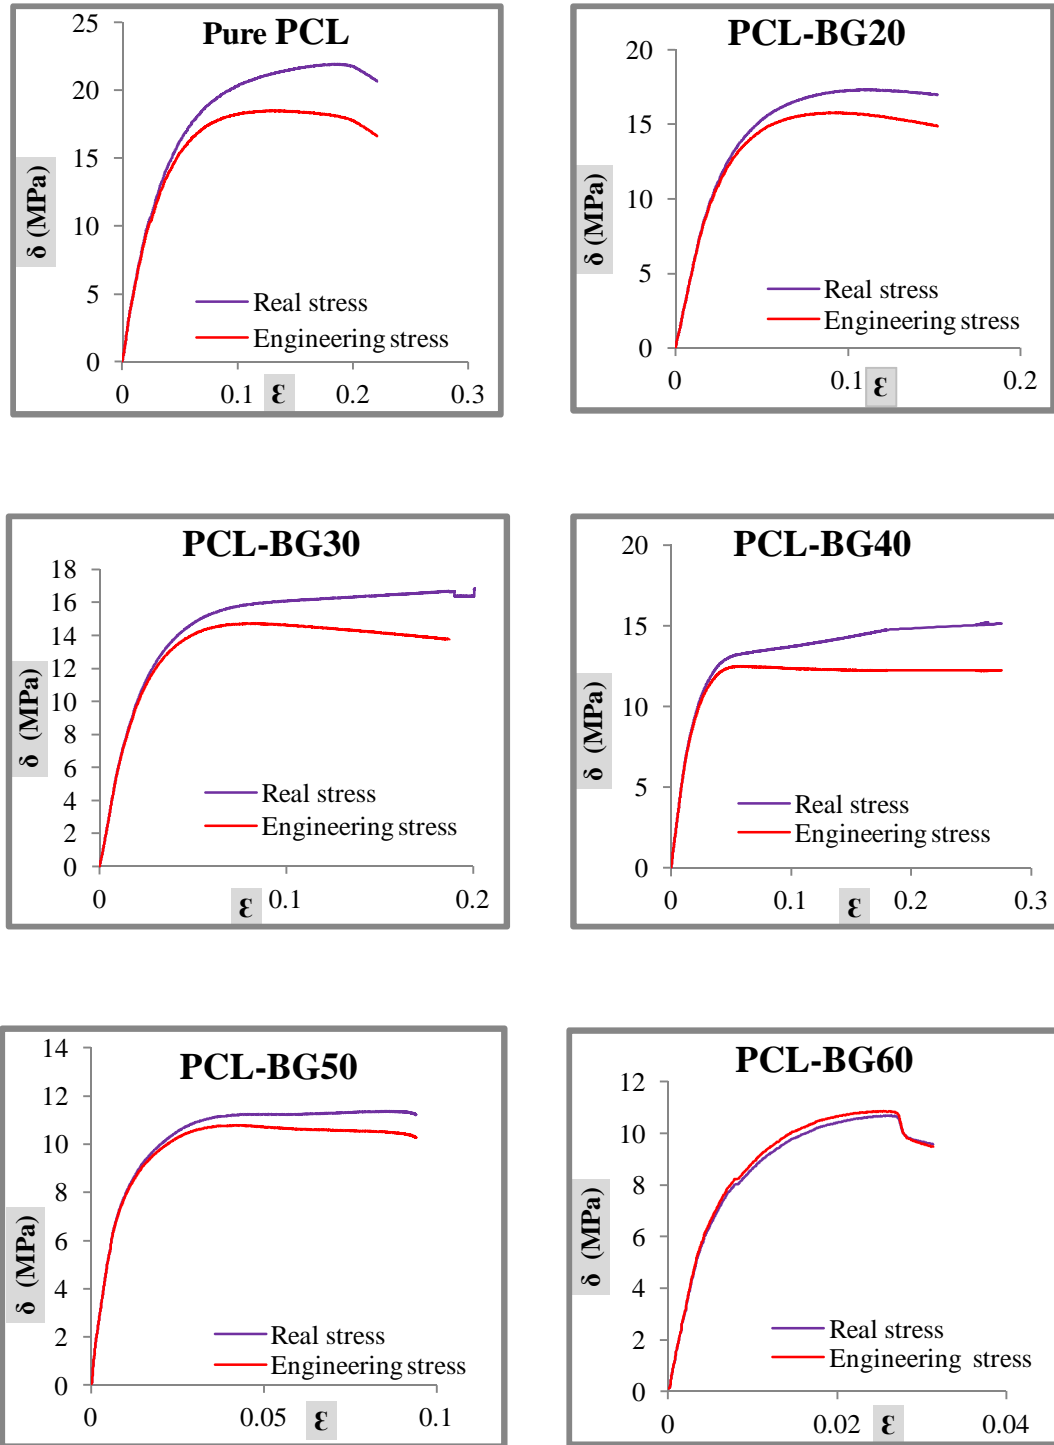 Pure PCL
25
20
15
10
5
0
δ (MPa)
Real stress
Engineering stress
0
0.1
ε
0.2
0.3
PCL-BG20
20
15
10
5
0
δ (MPa)
Real stress
Engineering stress
0
0.1
ε
0.2
PCL-BG30
18
16
14
12
10
8
6
4
2
0
δ (MPa)
Real stress
Engineering stress
0
ε
0.1
0.2
PCL-BG40
20
15
10
5
0
δ (MPa)
Real stress
Engineering stress
0
0.1
ε
0.2
0.3
PCL-BG50
14
12
10
8
6
4
2
0
δ (MPa)
Real stress
Engineering stress
0
0.05
ε
0.1
PCL-BG60
12
10
8
6
4
2
0
δ (MPa)
Real stress
Engineering stress
0
0.02
ε
0.04